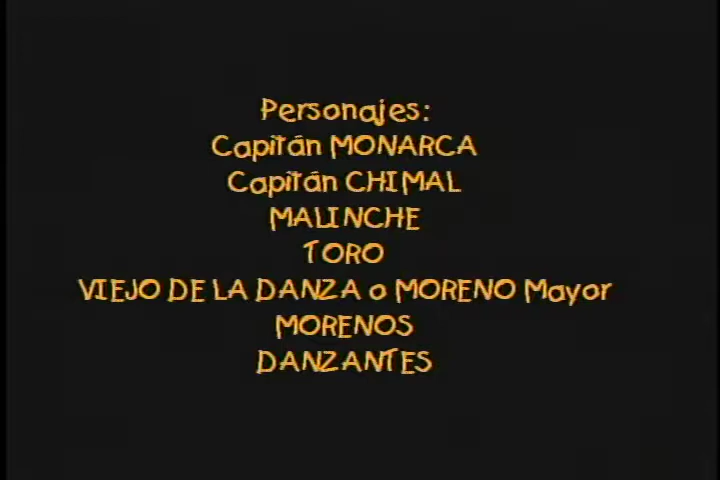 Personajes:
Capitán MONARCA
Capitán CHIMAL
MALINCHE
TORO
VIEJO DE LA DANZA o MORENO Mayor
MORENOS
DANZANTES